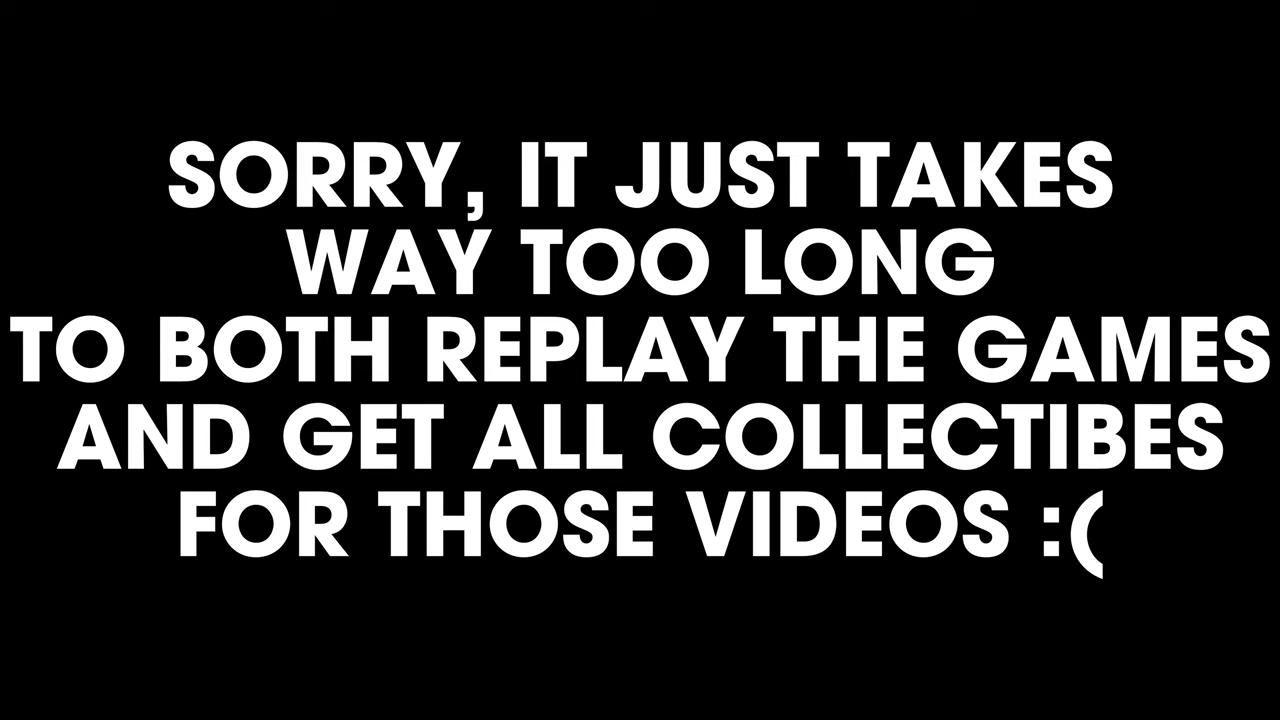 SORRY, IT JUST TAKES
WAY TOO LONG
TO BOTH REPLAY THE GAMES
AND GET ALL COLLECTIBES
FOR THOSE VIDEOS :(